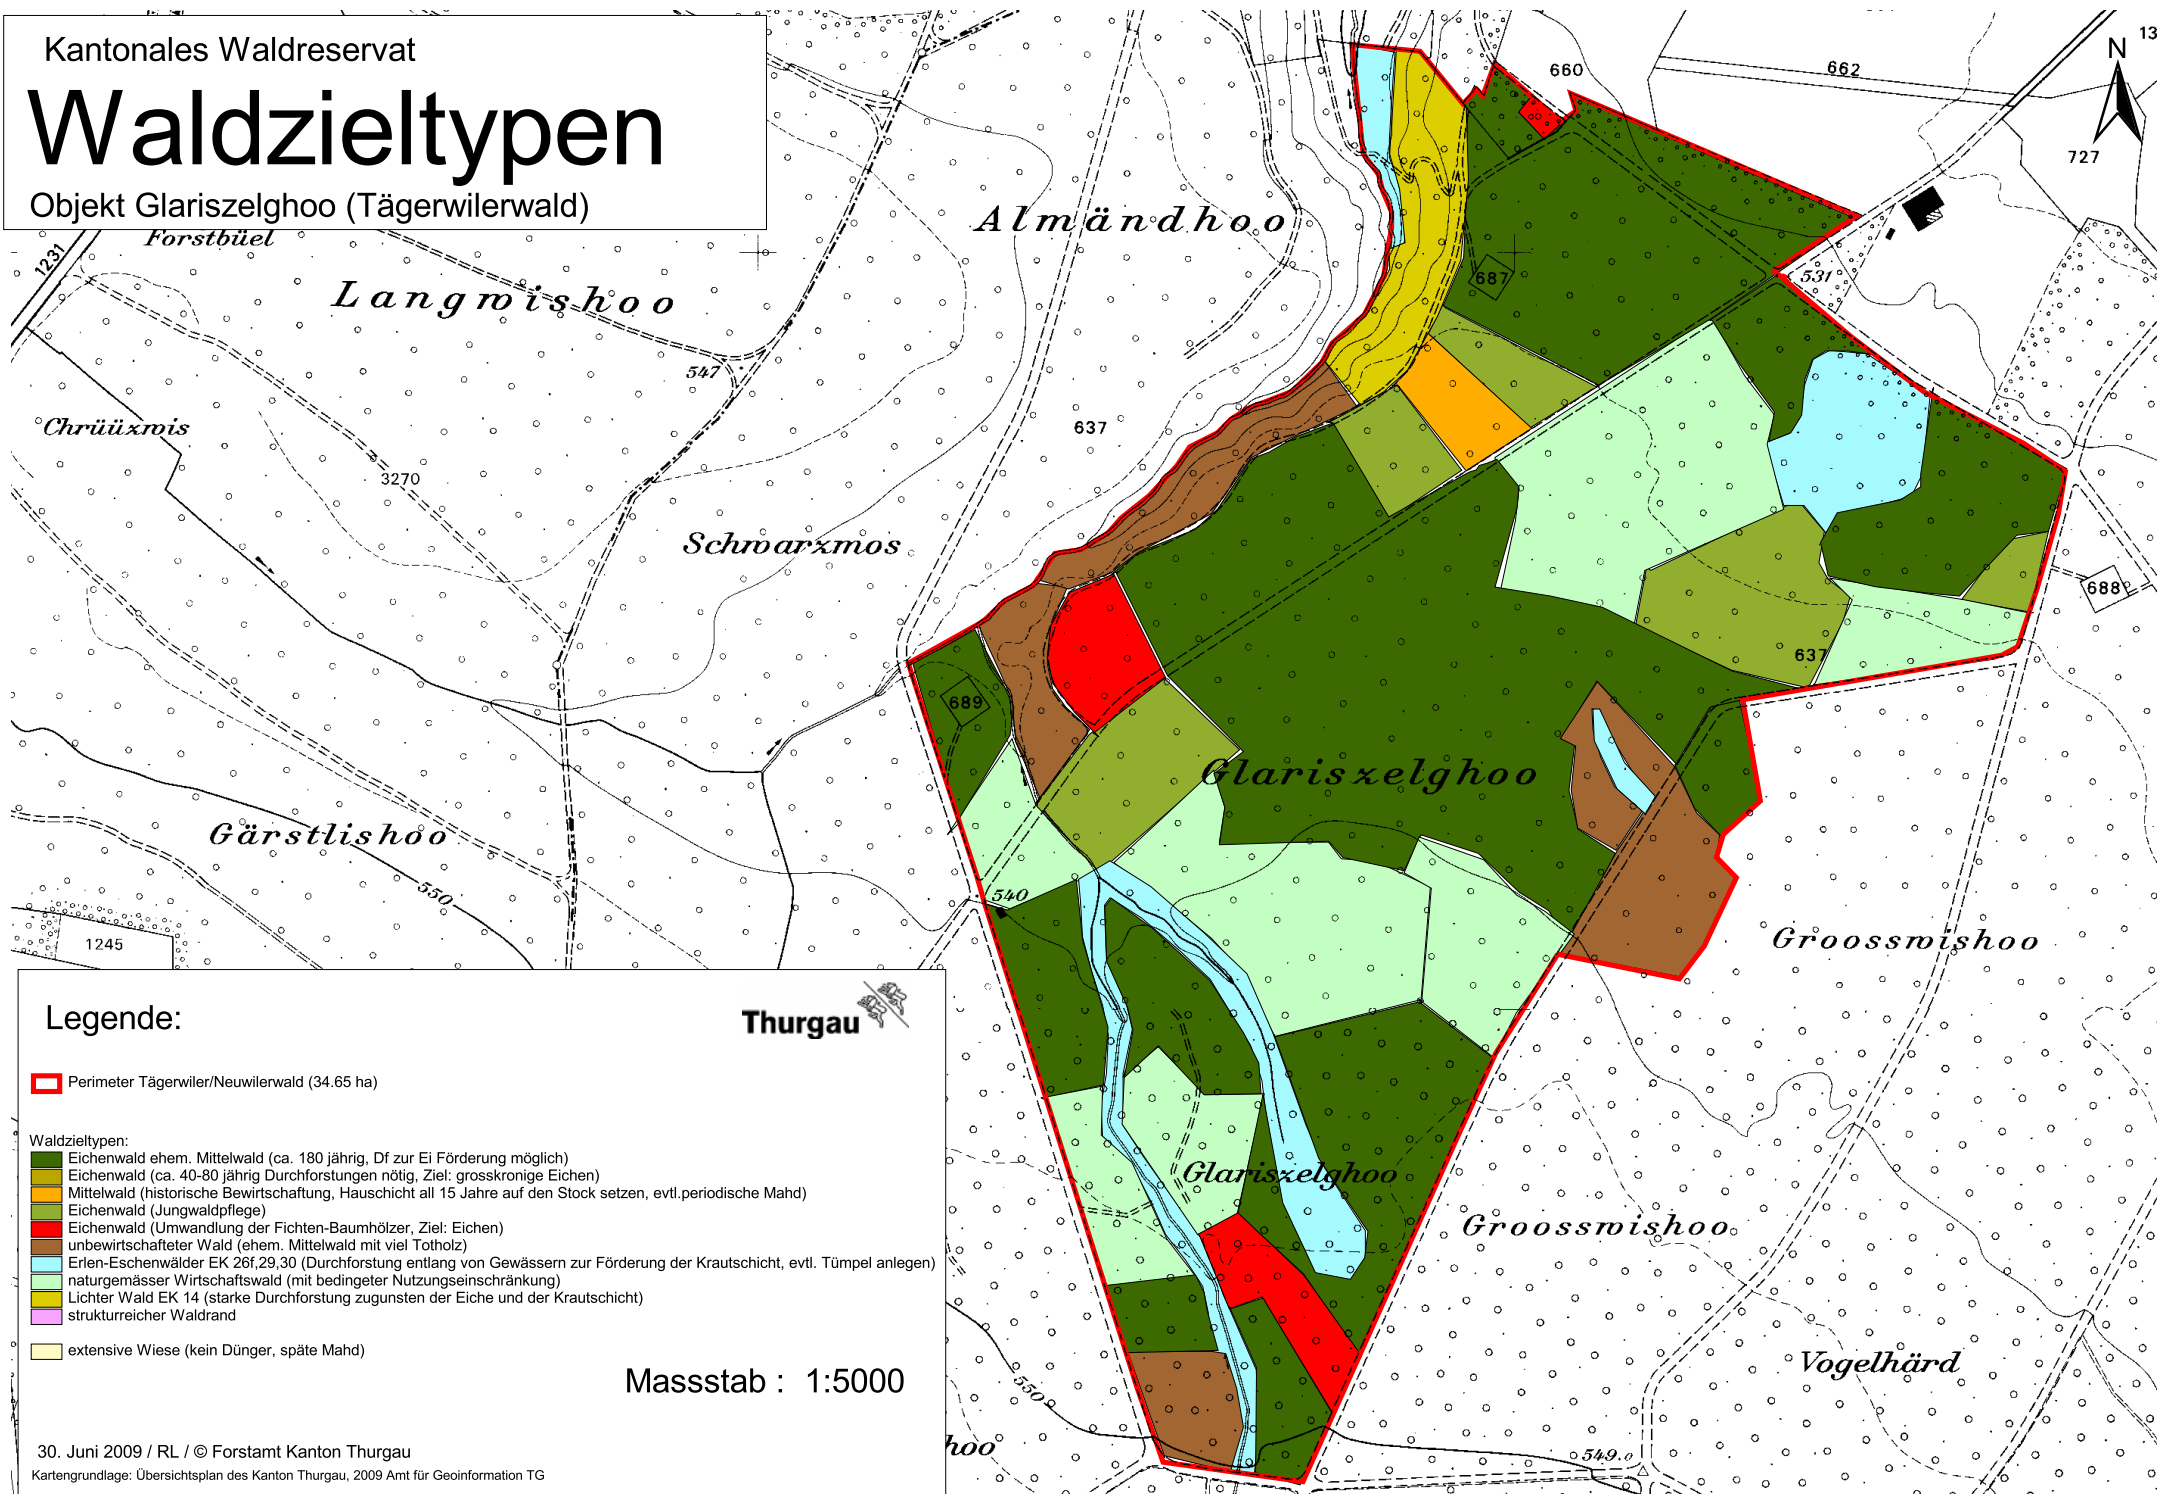 Kantonales Waldreservat
Waldzieltypen
Objekt Glariszelghoo (Tägerwilerwald)
N
13
660
662
727
1231
Forstbüel
Almändhoo
Langwishoo
687
531
547
Chrüüzwis
637
3270
Schwarzmos
688
637
689
Glariszelghoo
Gärstlishoo
550
540
1245
Groosswishoo
Glariszelghoo
Groosswishoo
Vogelhärd
550
hoo
549.0
Legende:
Thurgau
Perimeter Tägerwiler/Neuwilerwald (34.65 ha)
Waldzieltypen:
Eichenwald ehem. Mittelwald (ca. 180 jährig, Df zur Ei Förderung möglich)
Eichenwald (ca. 40-80 jährig Durchforstungen nötig, Ziel: grosskronige Eichen)
Mittelwald (historische Bewirtschaftung, Hauschicht all 15 Jahre auf den Stock setzen, evtl.periodische Mahd)
Eichenwald (Jungwaldpflege)
Eichenwald (Umwandlung der Fichten-Baumhölzer, Ziel: Eichen)
unbewirtschafteter Wald (ehem. Mittelwald mit viel Totholz)
Erlen-Eschenwälder EK 26f,29,30 (Durchforstung entlang von Gewässern zur Förderung der Krautschicht, evtl. Tümpel anlegen)
naturgemässer Wirtschaftswald (mit bedingeter Nutzungseinschränkung)
Lichter Wald EK 14 (starke Durchforstung zugunsten der Eiche und der Krautschicht)
strukturreicher Waldrand
extensive Wiese (kein Dünger, späte Mahd)
Massstab : 1:5000
30. Juni 2009 / RL / © Forstamt Kanton Thurgau
Kartengrundlage: Übersichtsplan des Kanton Thurgau, 2009 Amt für Geoinformation TG